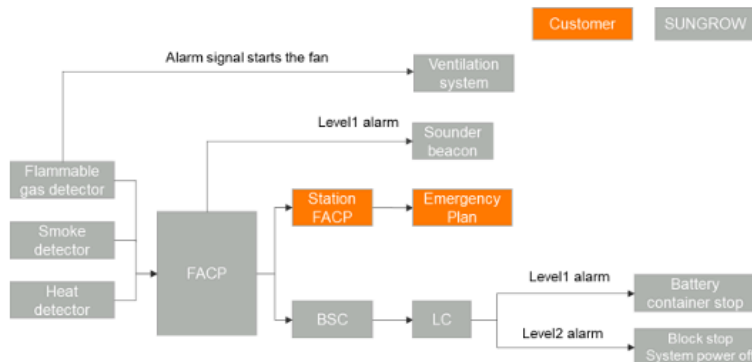 Customer
SUNGROW
Alarm signal starts the fan
Ventilation
system
Level1 alarm
Sounder
beacon
Flammable
gas detector
Station
FACP
Emergency
Plan
Smoke
detector
FACP
Heat
detector
Level1 alarm
Battery
container stop
BSC
LC
Level2 alarm
Block stop
System power off